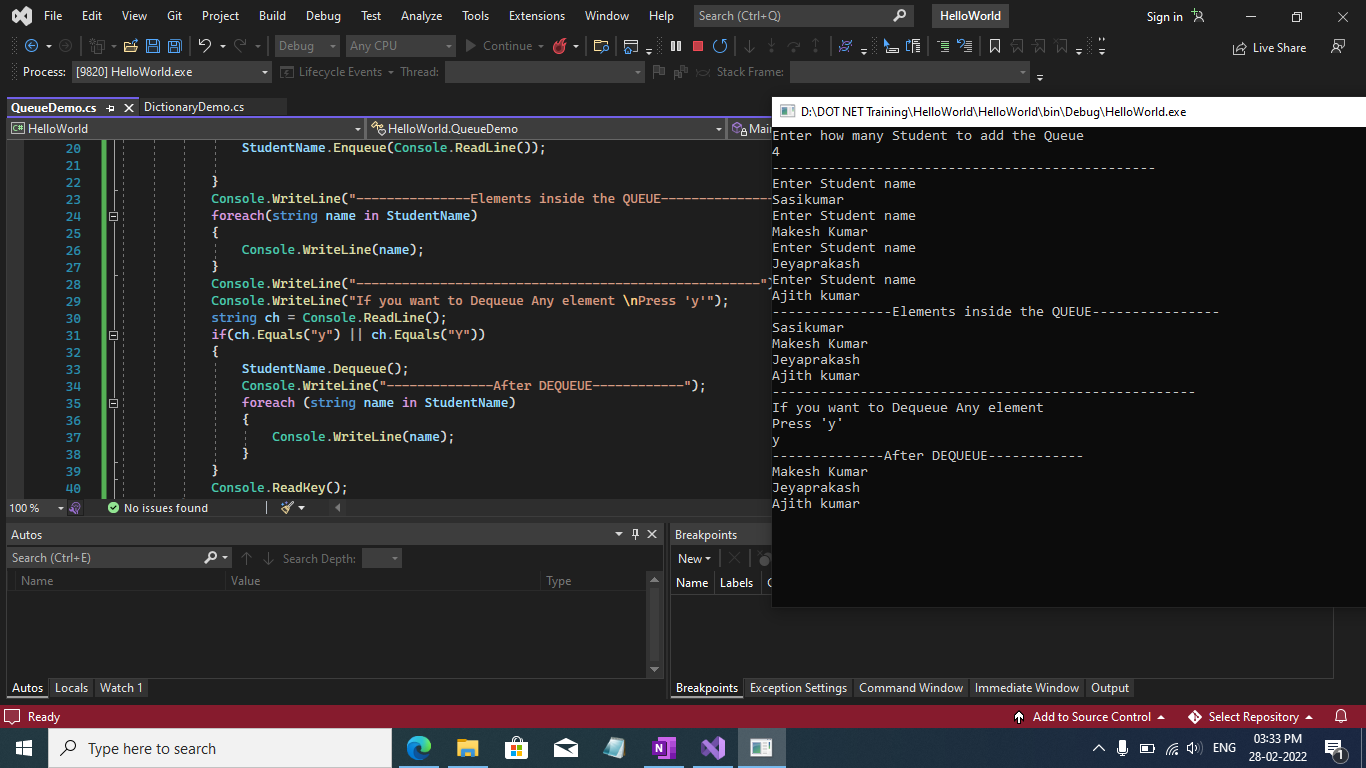 File Edit View Git Project Build Debug Test Analyze Tools Extensions Window Help Search (Ctrl+Q) HelloWorld Sign in
Debug Any CPU Continue Live Share
Process: [9820] HelloWorld.exe Lifecycle Events Thread: Stack Frame:
QueueDemo.cs DictionaryDemo.cs
C# HelloWorld HelloWorld.QueueDemo Mai
20 StudentName.Enqueue(Console.ReadLine());
21
22 }
23 Console.WriteLine("---------------Elements inside the QUEUE---------------
24 foreach(string name in StudentName)
25 {
26 Console.WriteLine(name);
27 }
28 Console.WriteLine("-----------------------------------------------------"
29 Console.WriteLine("If you want to Dequeue Any element \nPress 'y'");
30 string ch = Console.ReadLine();
31 if(ch.Equals("y") || ch.Equals("Y"))
32 {
33 StudentName.Dequeue();
34 Console.WriteLine("--------------After DEQUEUE------------");
35 foreach (string name in StudentName)
36 {
37 Console.WriteLine(name);
38 }
39 }
40 Console.ReadKey();
100 % No issues found
D:\DOT NET Training\HelloWorld\HelloWorld\bin\Debug\HelloWorld.exe
Enter how many Student to add the Queue
4
------------------------------------------------
Enter Student name
Sasikumar
Enter Student name
Makesh Kumar
Enter Student name
Jeyaprakash
Enter Student name
Ajith kumar
---------------Elements inside the QUEUE----------------
Sasikumar
Makesh Kumar
Jeyaprakash
Ajith kumar
-----------------------------------------------------
If you want to Dequeue Any element
Press 'y'
y
--------------After DEQUEUE------------
Makesh Kumar
Jeyaprakash
Ajith kumar
Autos
Search (Ctrl+E) Search Depth:
Name Value Type
Autos Locals Watch 1
Breakpoints
New
Name Labels
Breakpoints Exception Settings Command Window Immediate Window Output
Ready Add to Source Control Select Repository
Type here to search
N
ENG
03:33 PM
28-02-2022
1